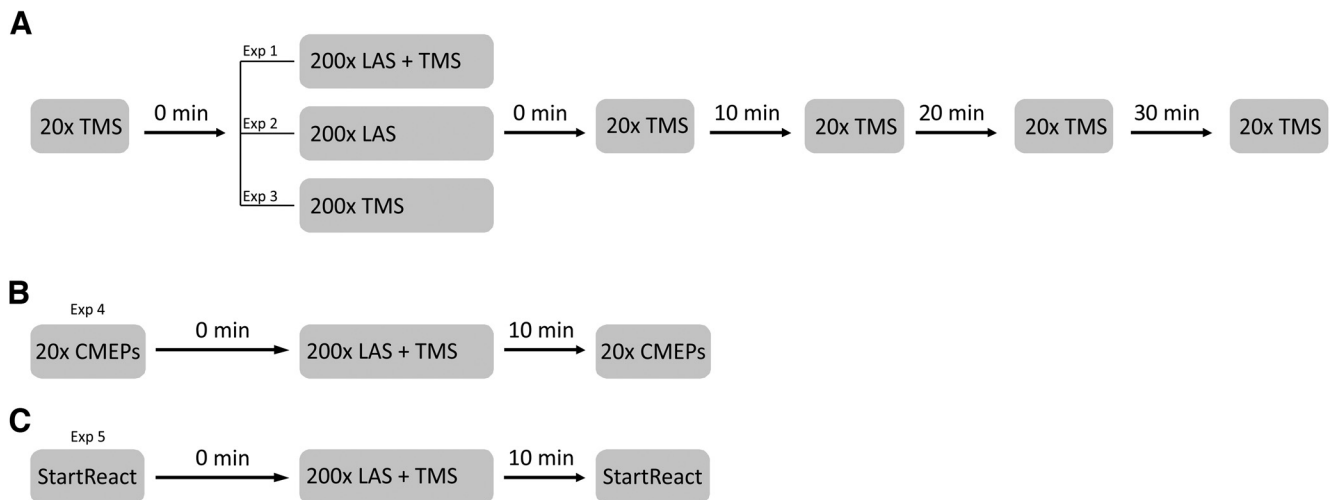 A
Exp 1
200x LAS + TMS
20x TMS
0 min
Exp 2
200x LAS
0 min
20x TMS
10 min
20x TMS
20 min
20x TMS
30 min
20x TMS
Exp 3
200x TMS
B
Exp 4
20x CMEPs
0 min
200x LAS + TMS
10 min
20x CMEPs
C
Exp 5
StartReact
0 min
200x LAS + TMS
10 min
StartReact